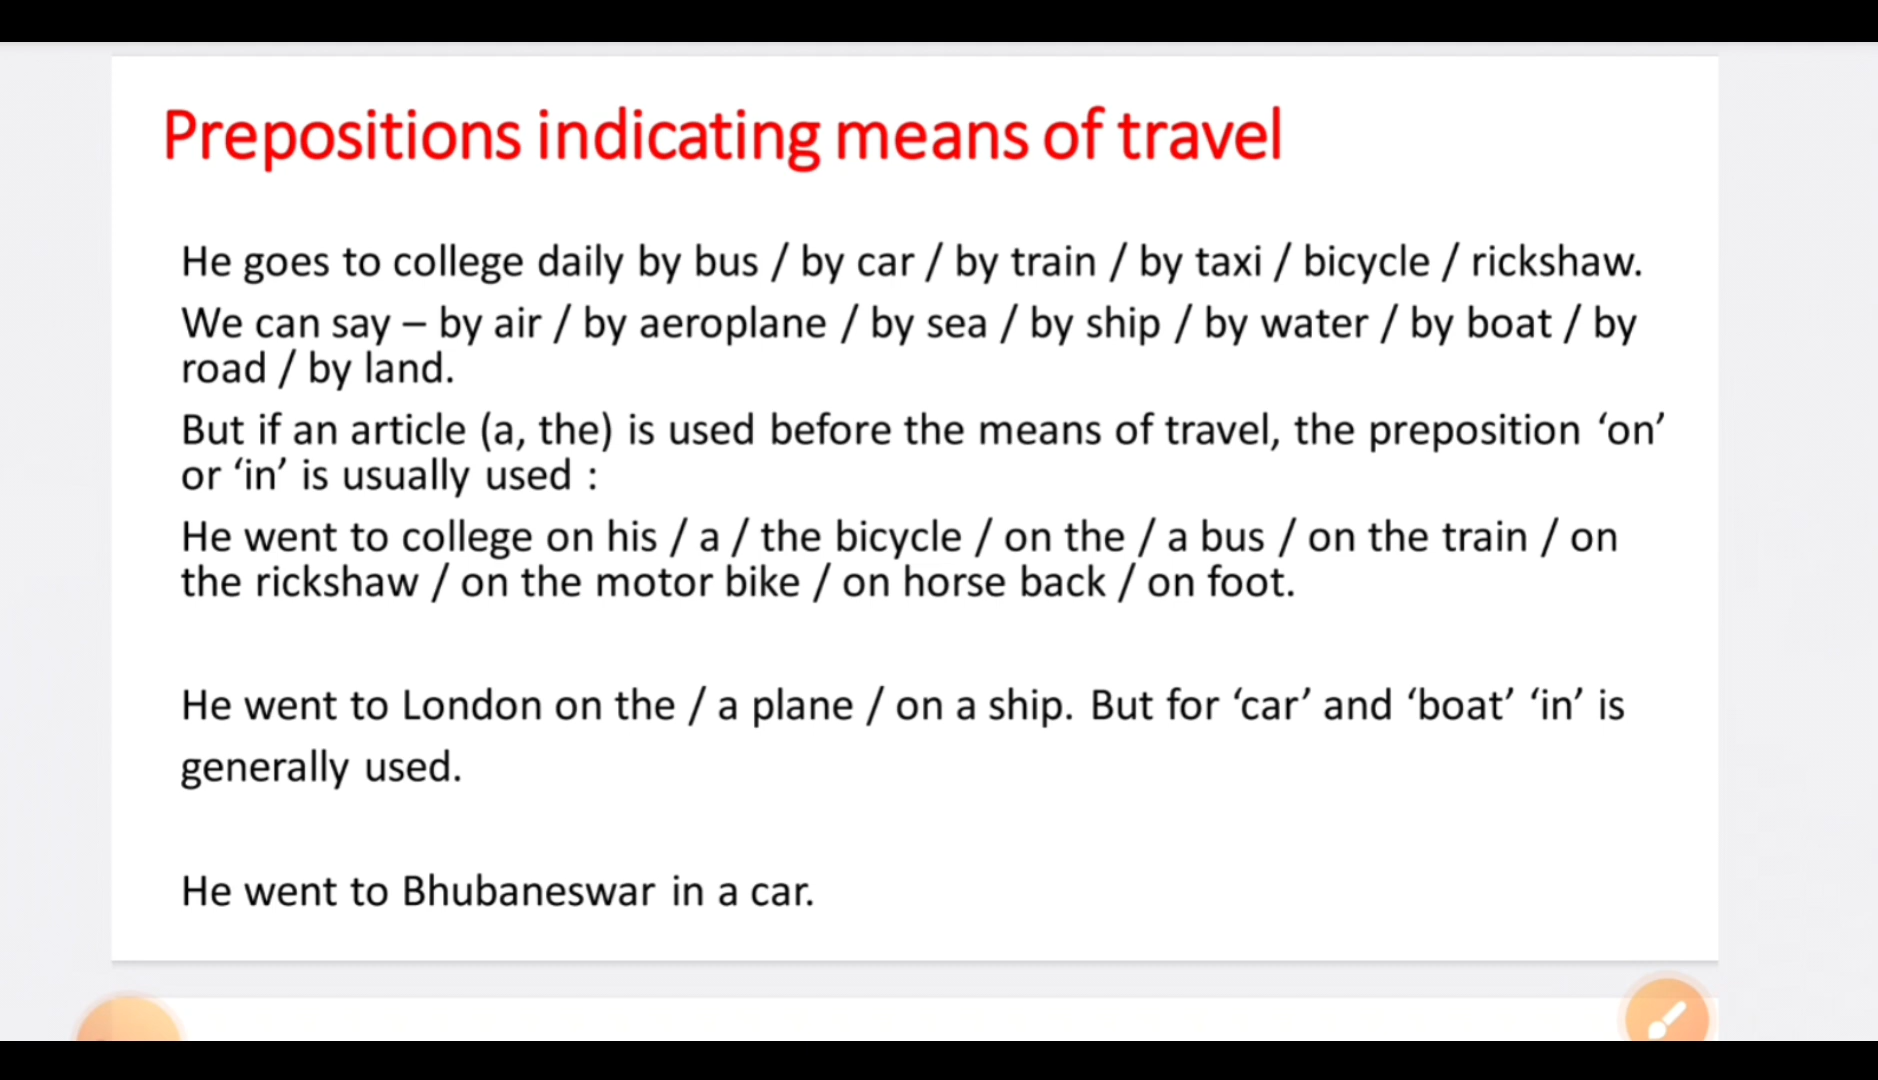 Prepositions indicating means of travel
He goes to college daily by bus / by car / by train / by taxi / bicycle / rickshaw.
We can say – by air / by aeroplane / by sea / by ship / by water / by boat / by
road / by land.
But if an article (a, the) is used before the means of travel, the preposition ‘on’
or ‘in’ is usually used :
He went to college on his / a / the bicycle / on the / a bus / on the train / on
the rickshaw / on the motor bike / on horse back / on foot.
He went to London on the / a plane / on a ship. But for ‘car’ and ‘boat’ ‘in’ is
generally used.
He went to Bhubaneswar in a car.